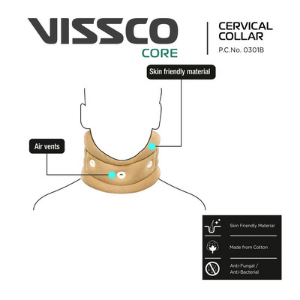 VISSCO
CORE
CERVICAL
COLLAR
P.C.No. 0301B
Skin friendly material
Air vents
Skin Friendly Material
Made from Cotton
Anti-Fungal /
Anti-Bacterial